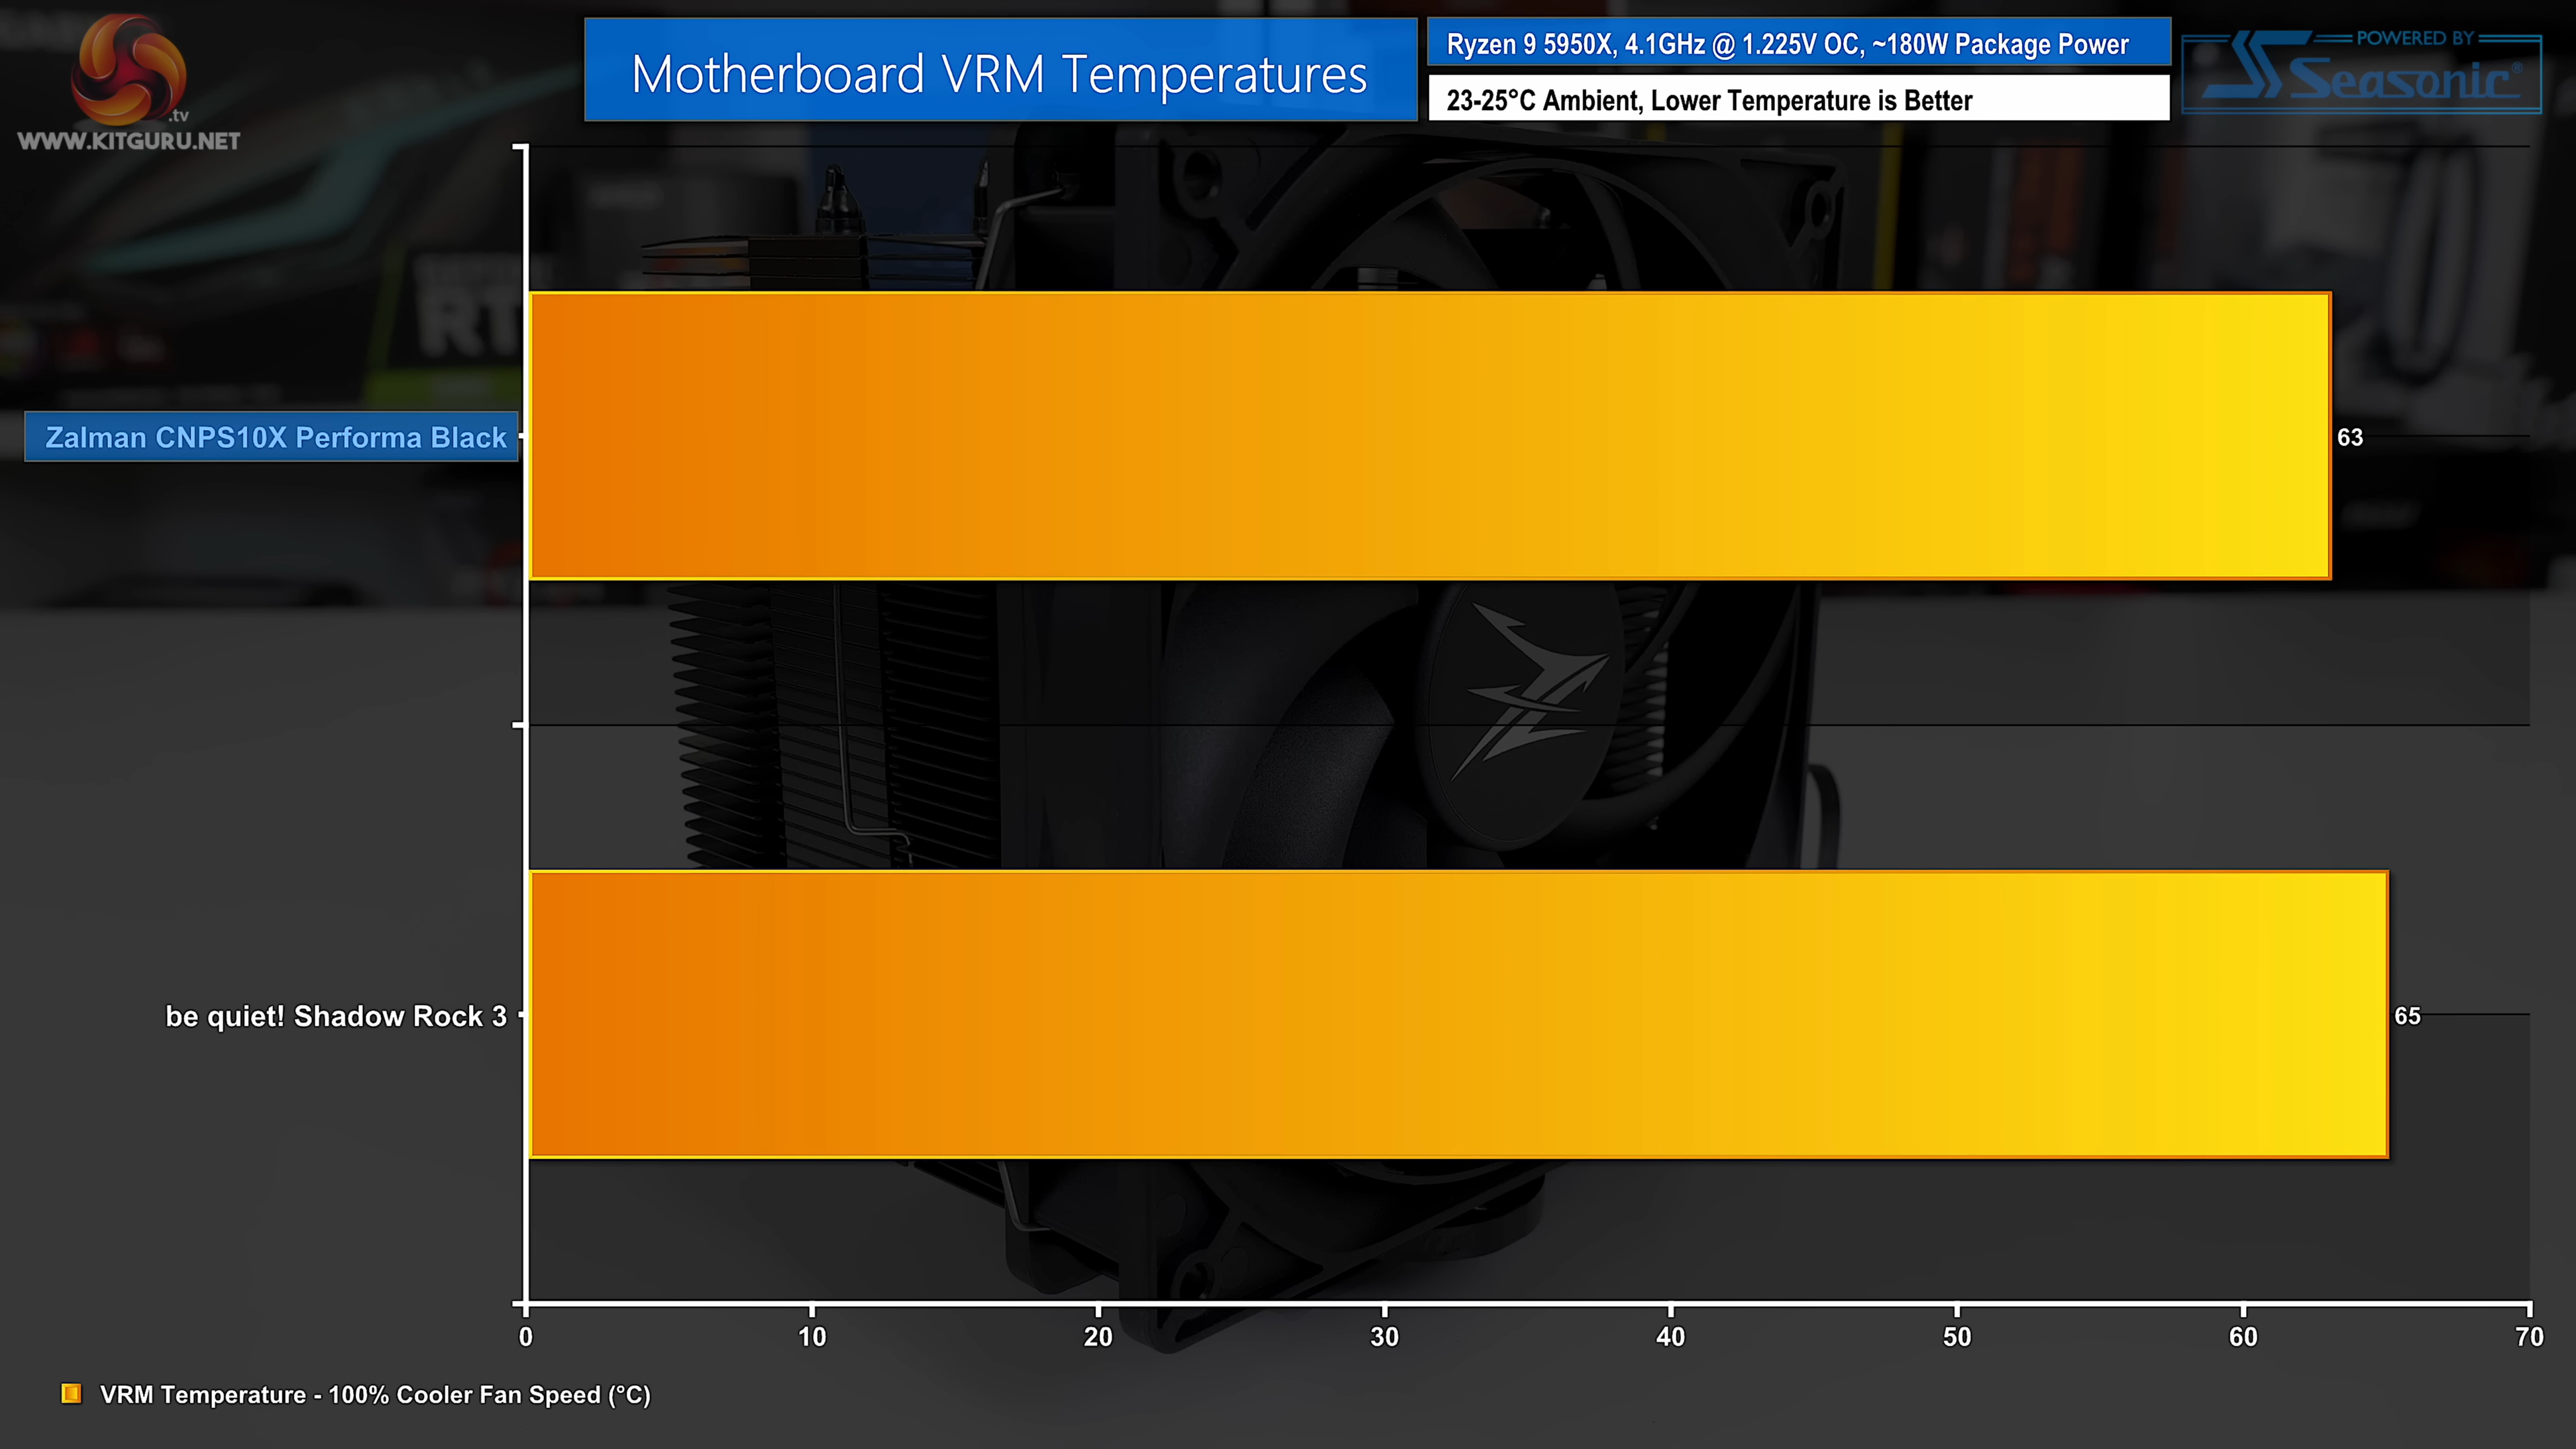 .tv
WWW.KITGURU.NET
Motherboard VRM Temperatures
Ryzen 9 5950X, 4.1GHz @ 1.225V OC, ~180W Package Power
23-25°C Ambient, Lower Temperature is Better
POWERED BY
Seasonic®
RT
Zalman CNPS10X Performa Black
63
be quiet! Shadow Rock 3
65
0 10 20 30 40 50 60 70
VRM Temperature - 100% Cooler Fan Speed (°C)